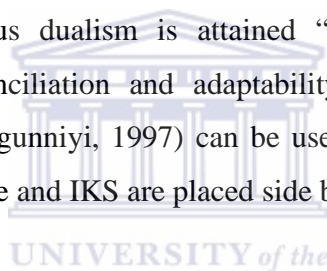 us dualism is attained “
nciliation and adaptability
gunniyi, 1997) can be use
e and IKS are placed side b
UNIVERSITY of the